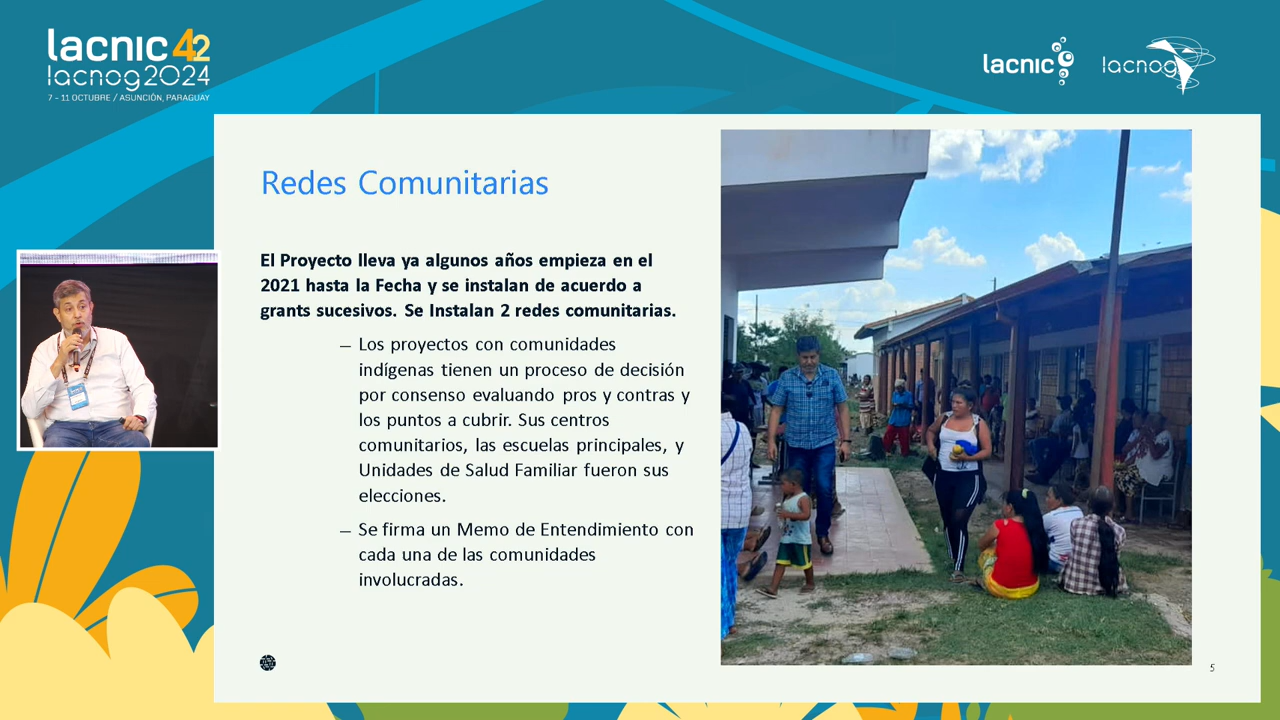 lacnic 42
lacnog2024
7 - 11 OCTUBRE / ASUNCIÓN, PARAGUAY
lacnic
lacnog
Redes Comunitarias
El Proyecto lleva ya algunos años empieza en el
2021 hasta la Fecha y se instalan de acuerdo a
grants sucesivos. Se Instalan 2 redes comunitarias.
– Los proyectos con comunidades
indígenas tienen un proceso de decisión
por consenso evaluando pros y contras y
los puntos a cubrir. Sus centros
comunitarios, las escuelas principales, y
Unidades de Salud Familiar fueron sus
elecciones.
– Se firma un Memo de Entendimiento con
cada una de las comunidades
involucradas.
5